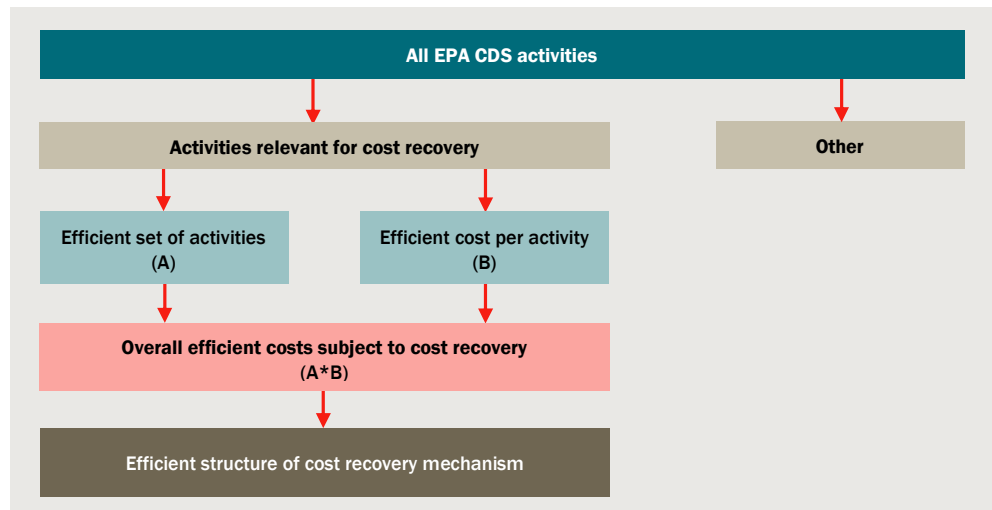 All EPA CDS activities
Activities relevant for cost recovery
Other
Efficient set of activities
(A)
Efficient cost per activity
(B)
Overall efficient costs subject to cost recovery
(A*B)
Efficient structure of cost recovery mechanism